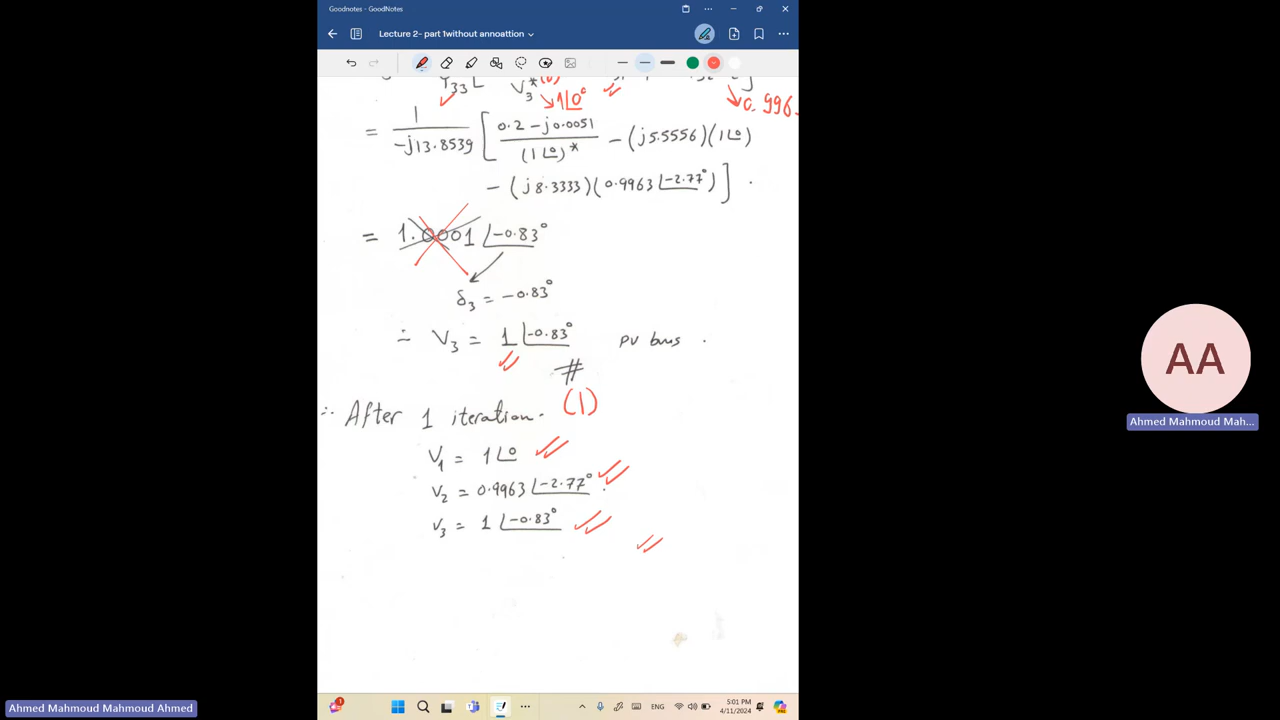 Goodnotes - GoodNotes
Lecture 2- part 1without annoattion
Y33 V3*(0)
1∠0°
0.996
= 1 / -j13.8539 [ 0.2 - j0.0051 / (1∠0)* - (j5.5556)(1∠0)
- (j8.3333)(0.9963∠-2.77°) ] .
= 1.0001 ∠-0.83°
δ3 = -0.83°
∴ V3 = 1∠-0.83° PV bus .
#
∴ After 1 iteration. (1)
V1 = 1∠0
V2 = 0.9963∠-2.77° .
V3 = 1∠-0.83°
AA
Ahmed Mahmoud Mah...
Ahmed Mahmoud Mahmoud Ahmed
1
ENG
5:01 PM
4/11/2024